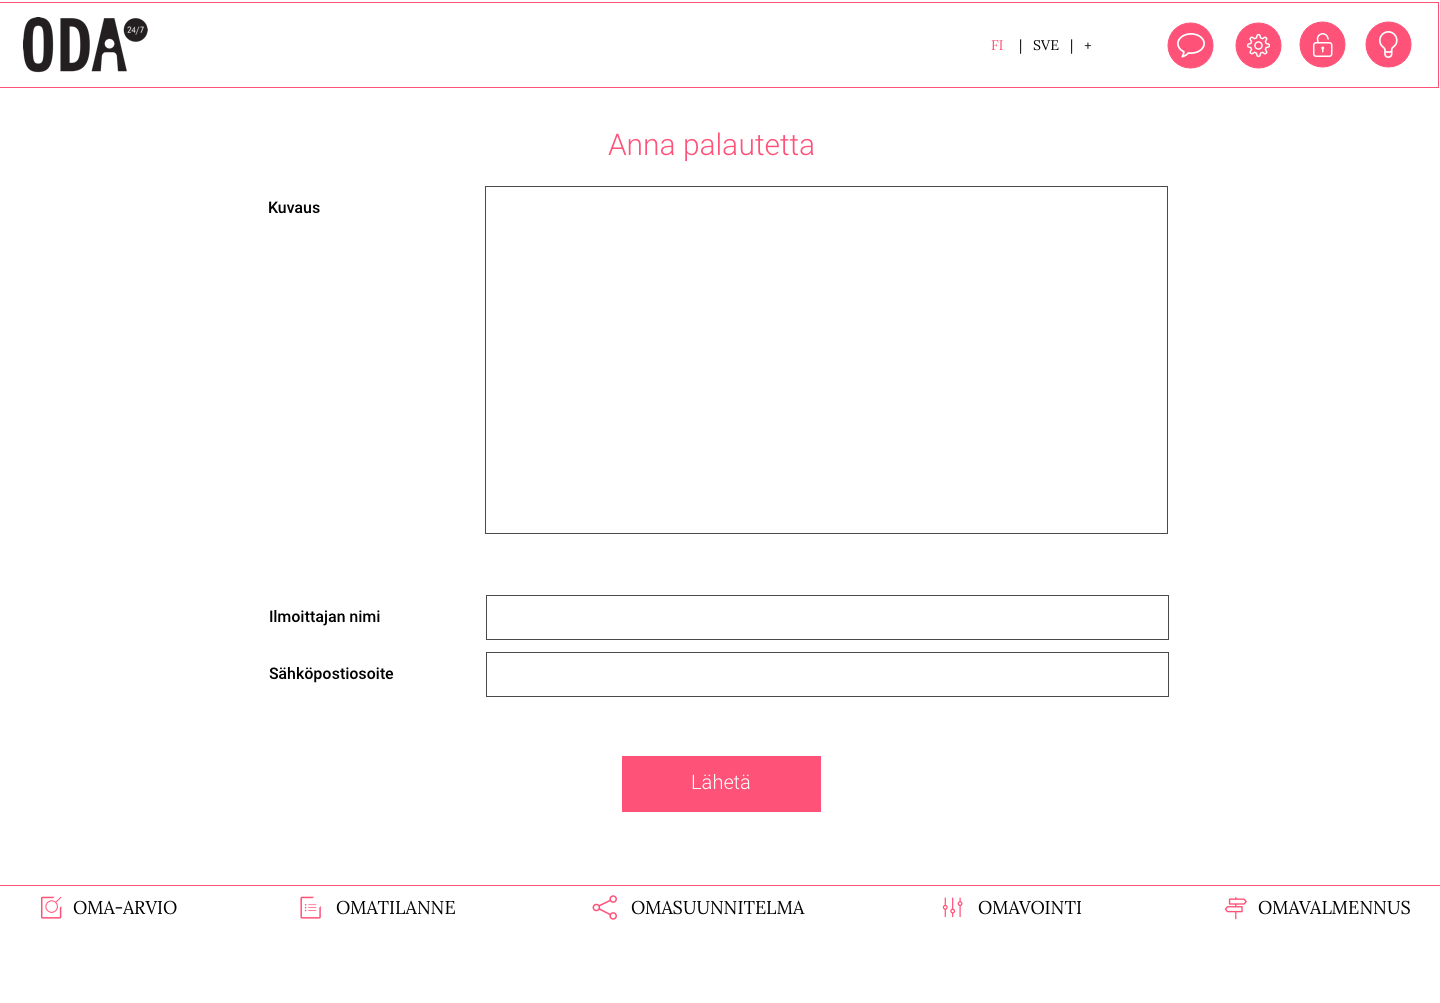 ODA 24/7
FI | SVE | +
Anna palautetta
Kuvaus
Ilmoittajan nimi
Sähköpostiosoite
Lähetä
OMA-ARVIO
OMATILANNE
OMASUUNNITELMA
OMAVOINTI
OMAVALMENNUS